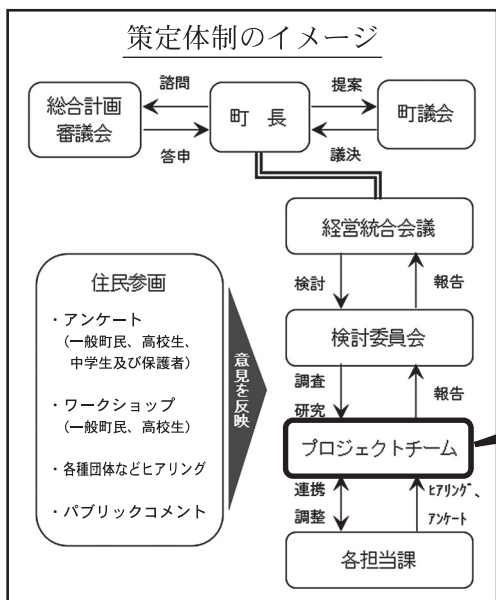 策定体制のイメージ
諮問
提案
総合計画
審議会
町　長
町議会
答申
議決
経営統合会議
検討
報告
検討委員会
調査
研究
報告
プロジェクトチーム
連携
調整
ﾋｱﾘﾝｸﾞ、
ｱﾝｹｰﾄ
各担当課
住民参画
・アンケート
（一般町民、高校生、
中学生及び保護者）
・ワークショップ
（一般町民、高校生）
・各種団体などヒアリング
・パブリックコメント
意見を反映